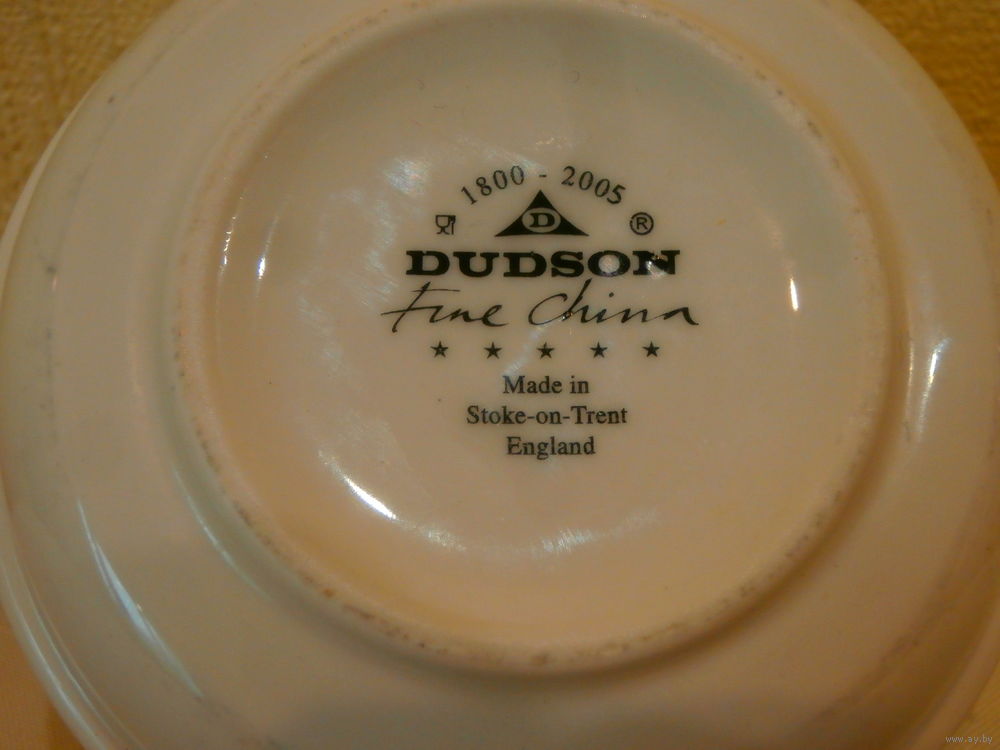 1800 - 2005
D
®
DUDSON
Fine China
★ ★ ★ ★ ★
Made in
Stoke-on-Trent
England
www.ay.by